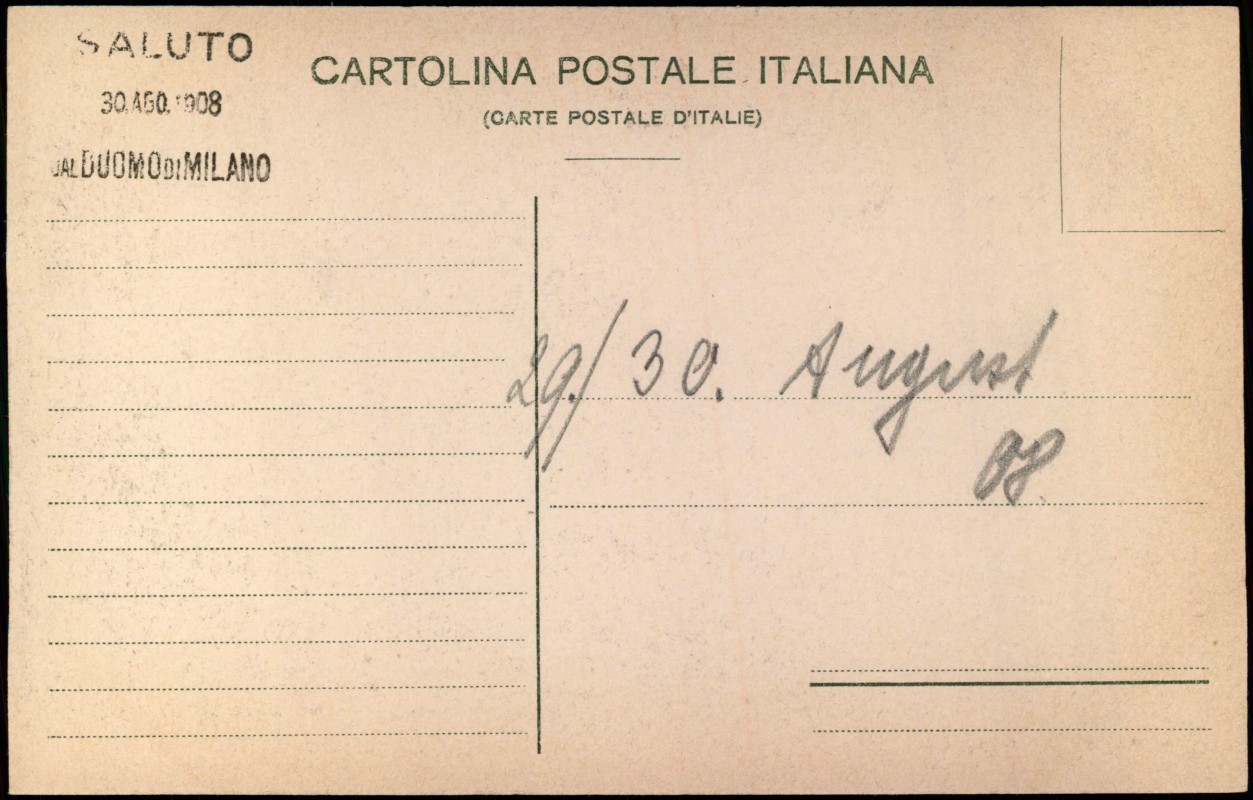 SALUTO
30.AGO.1908
DAL DUOMO DI MILANO
CARTOLINA POSTALE ITALIANA
(CARTE POSTALE D'ITALIE)
29./30. August
08